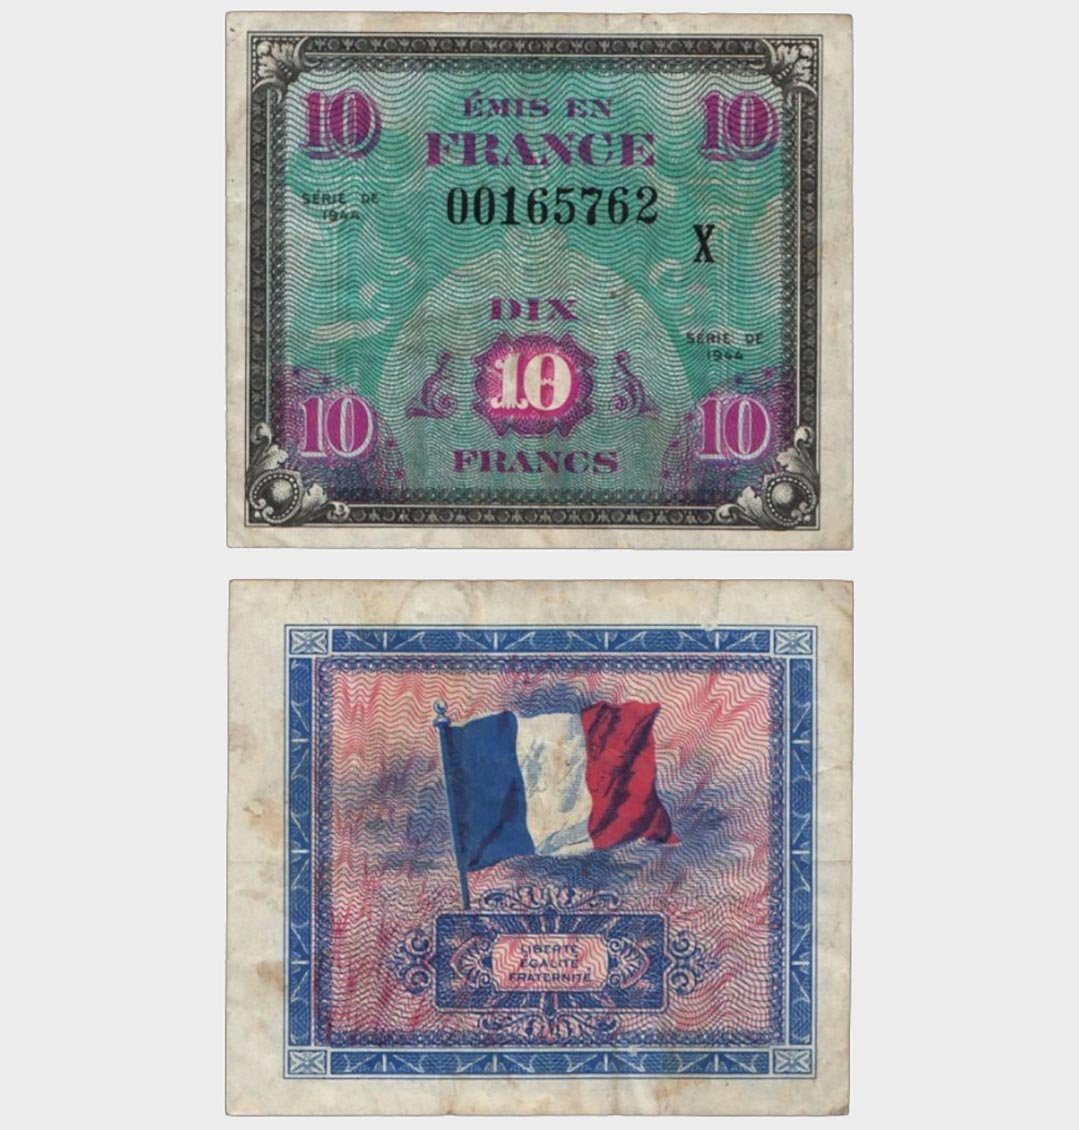 10 ÉMIS EN 10
FRANCE
SÉRIE DE
1944
00165762
X
DIX
SÉRIE DE
1944
10
10 10
FRANCS
LIBERTÉ
ÉGALITÉ
FRATERNITÉ